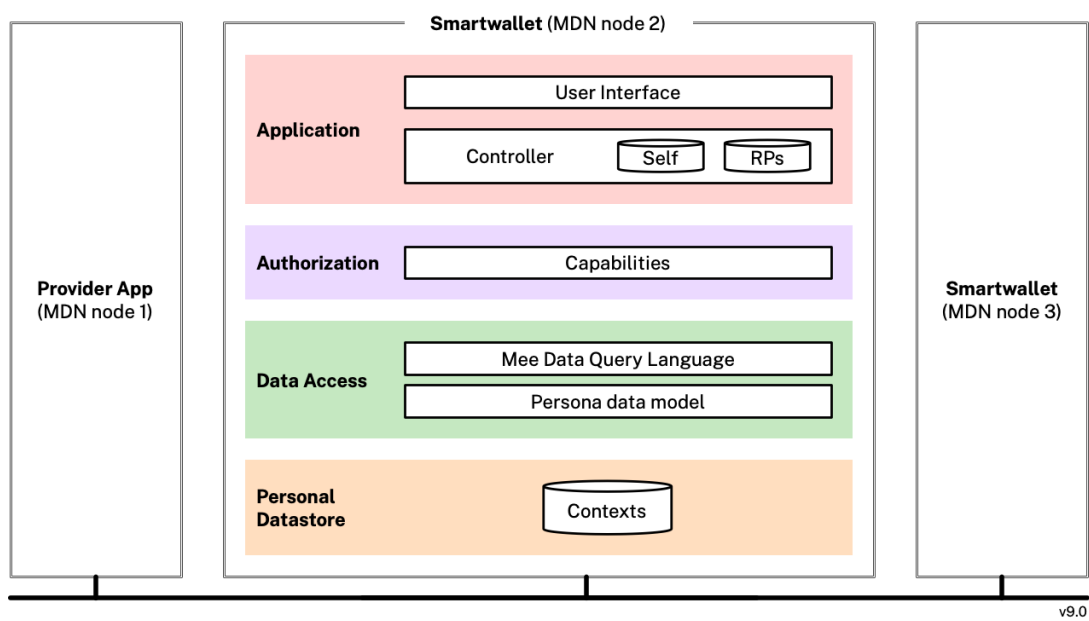 Smartwallet (MDN node 2)
Application
User Interface
Controller
Self
RPs
Authorization
Capabilities
Provider App
(MDN node 1)
Smartwallet
(MDN node 3)
Data Access
Mee Data Query Language
Persona data model
Personal
Datastore
Contexts
v9.0